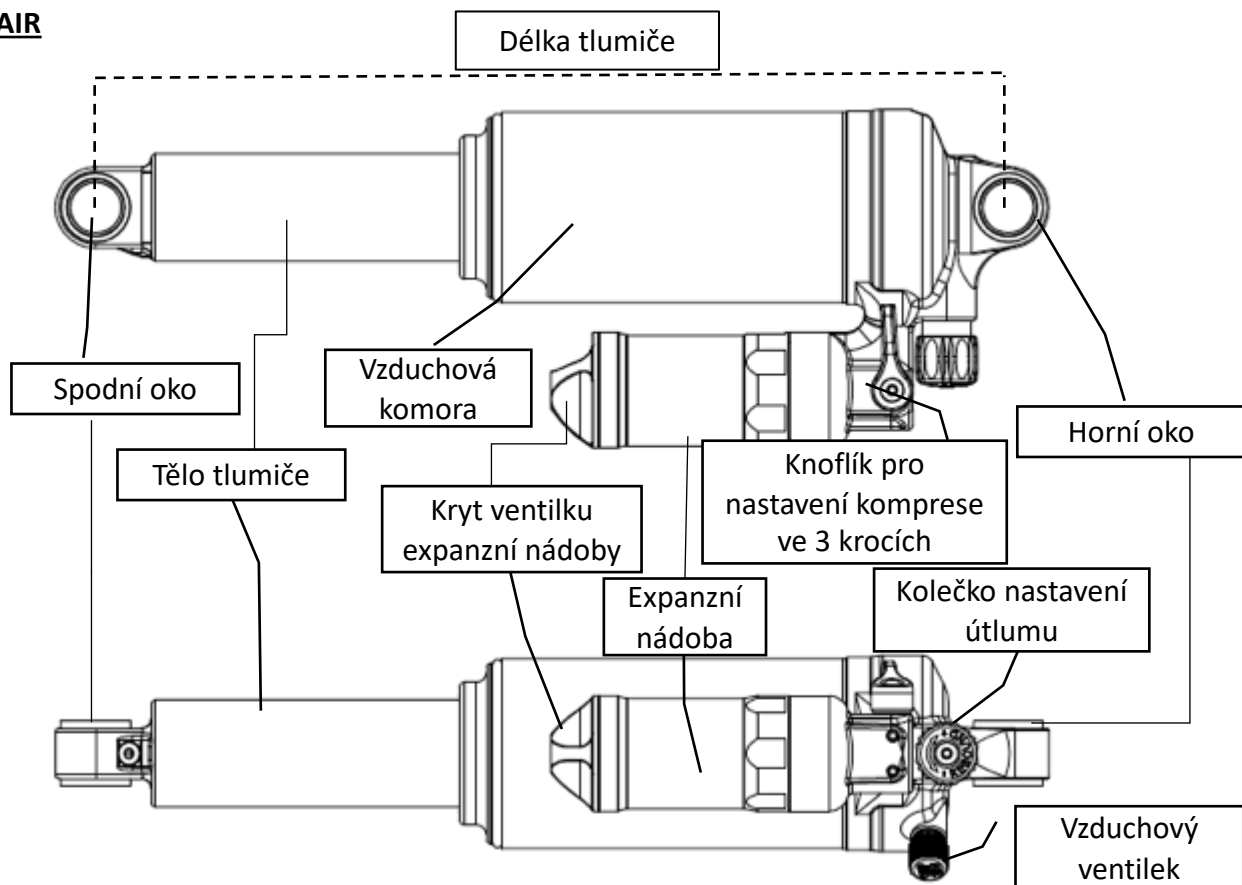 AIR
Délka tlumiče
Spodní oko
Vzduchová
komora
Horní oko
Tělo tlumiče
Kryt ventilku
expanzní nádoby
Knoflík pro
nastavení komprese
ve 3 krocích
Expanzní
nádoba
Kolečko nastavení
útlumu
Vzduchový
ventilek